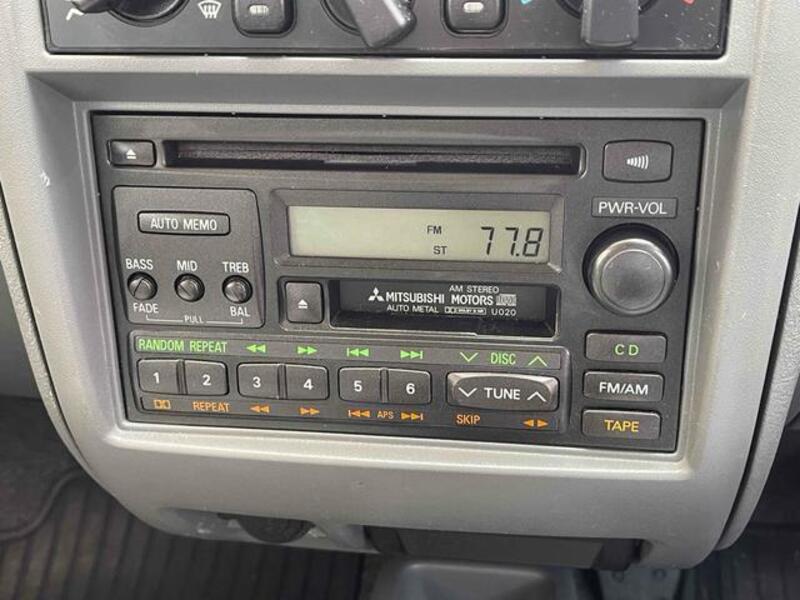 PWR-VOL
AUTO MEMO
FM
ST 77.8
BASS MID TREB
FADE PULL BAL
AM STEREO
MITSUBISHI MOTORS
AUTO METAL DOLBY B NR U020
RANDOM REPEAT DISC
1 2 3 4 5 6 TUNE
REPEAT APS SKIP
CD
FM/AM
TAPE